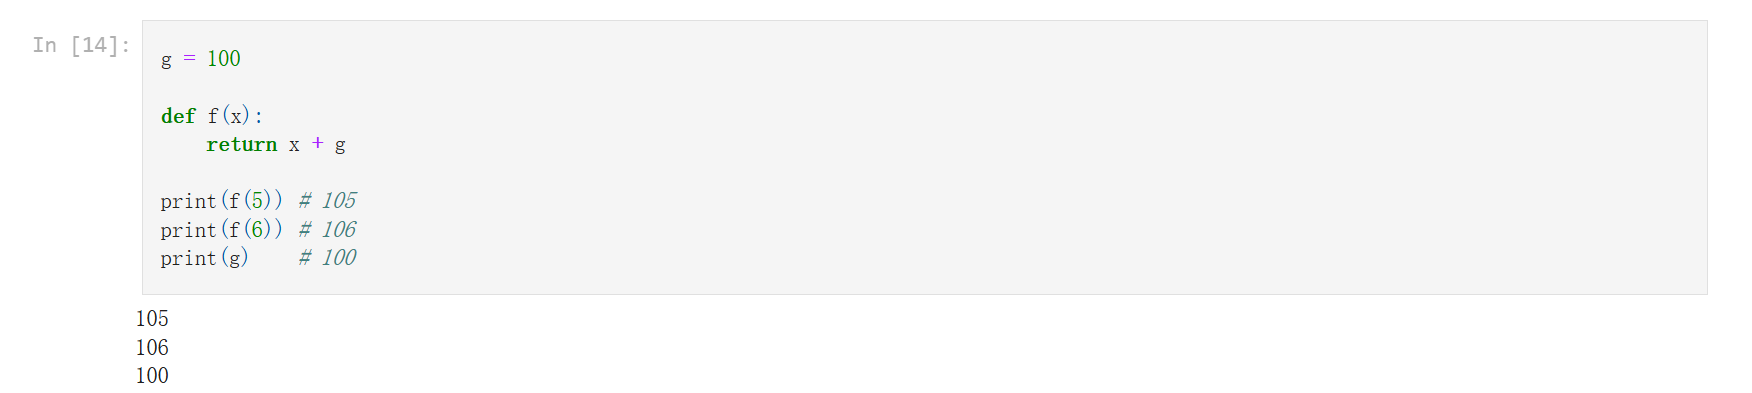 In [14]:
g = 100
def f(x):
    return x + g
print(f(5)) # 105
print(f(6)) # 106
print(g)    # 100
105
106
100